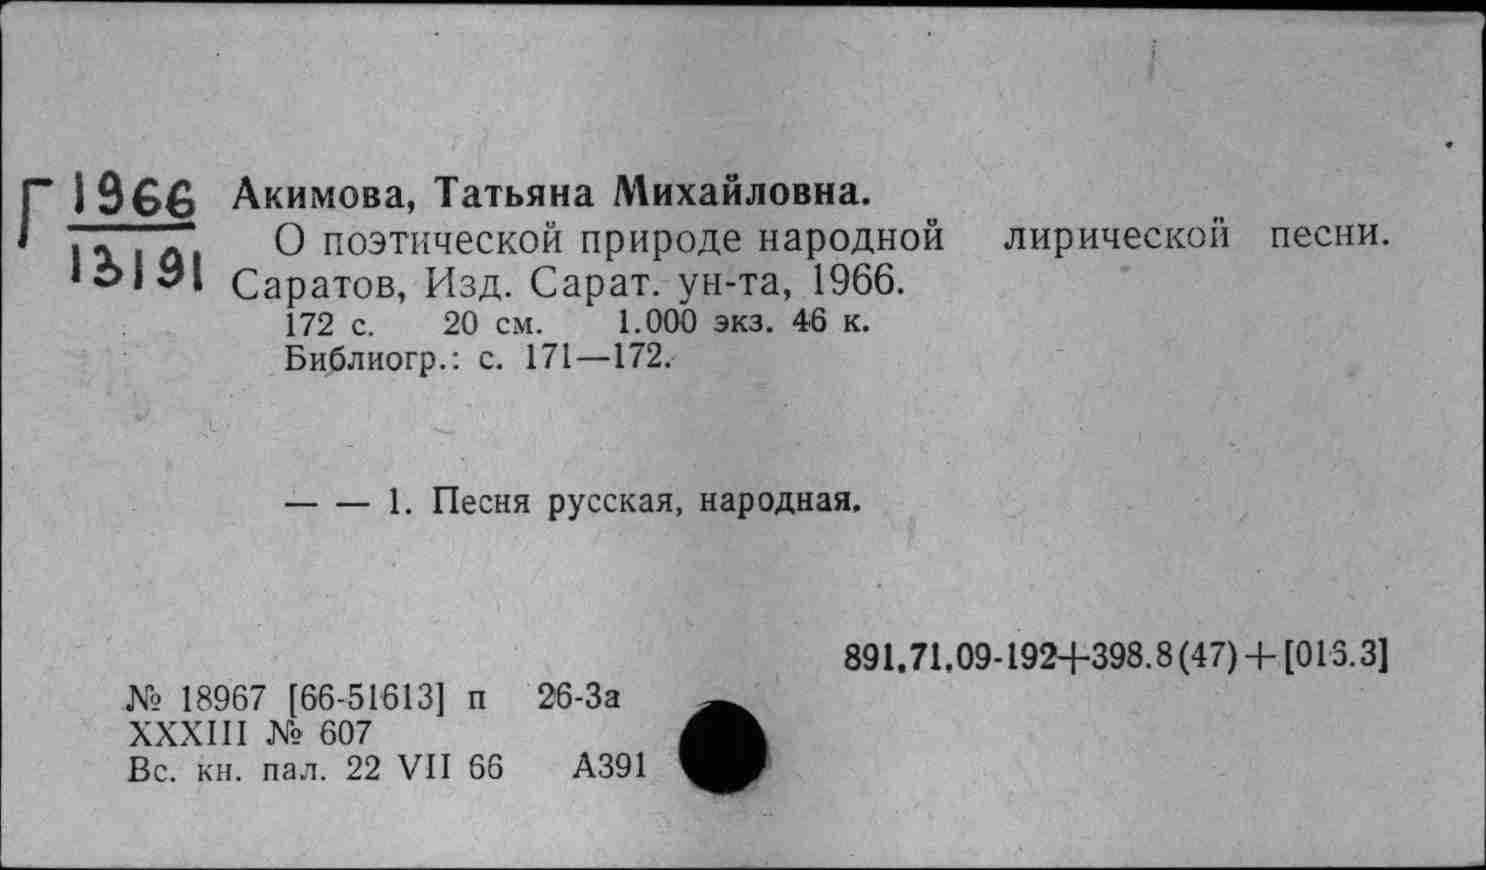 Г 1966
13191
Акимова, Татьяна Михайловна.
О поэтической природе народной лирической песни.
Саратов, Изд. Сарат. ун-та, 1966.
172 с. 20 см. 1.000 экз. 46 к.
Библиогр.: с. 171—172.
— — 1. Песня русская, народная.
891.71.09-192+398.8(47)+[016.3]
№ 18967 [66-51613] п 26-3а
XXXIII № 607
Вс. кн. пал. 22 VII 66 А391